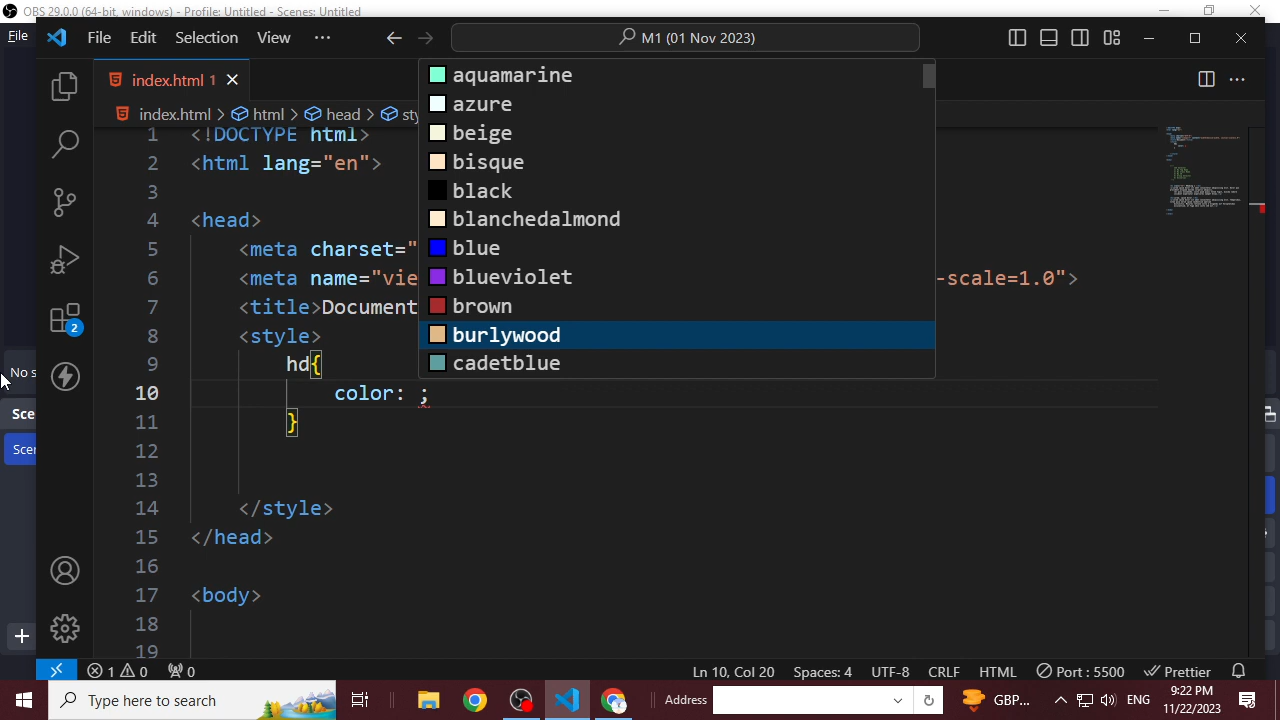 OBS 29.0.0 (64-bit, windows) - Profile: Untitled - Scenes: Untitled
File
File Edit Selection View ··· M1 (01 Nov 2023)
index.html 1
index.html > html > head > sty
1 <!DOCTYPE html>
2 <html lang="en">
3
4 <head>
5 <meta charset="
6 <meta name="vie -scale=1.0">
7 <title>Document
8 <style>
9 hd{
10 color: ;
11 }
12
13
14 </style>
15 </head>
16
17 <body>
18
19
aquamarine
azure
beige
bisque
black
blanchedalmond
blue
blueviolet
brown
burlywood
cadetblue
2
No s
Sce
Scer
1 0 0 Ln 10, Col 20 Spaces: 4 UTF-8 CRLF HTML Port : 5500 Prettier
Type here to search Address GBP... ENG 9:22 PM
11/22/2023